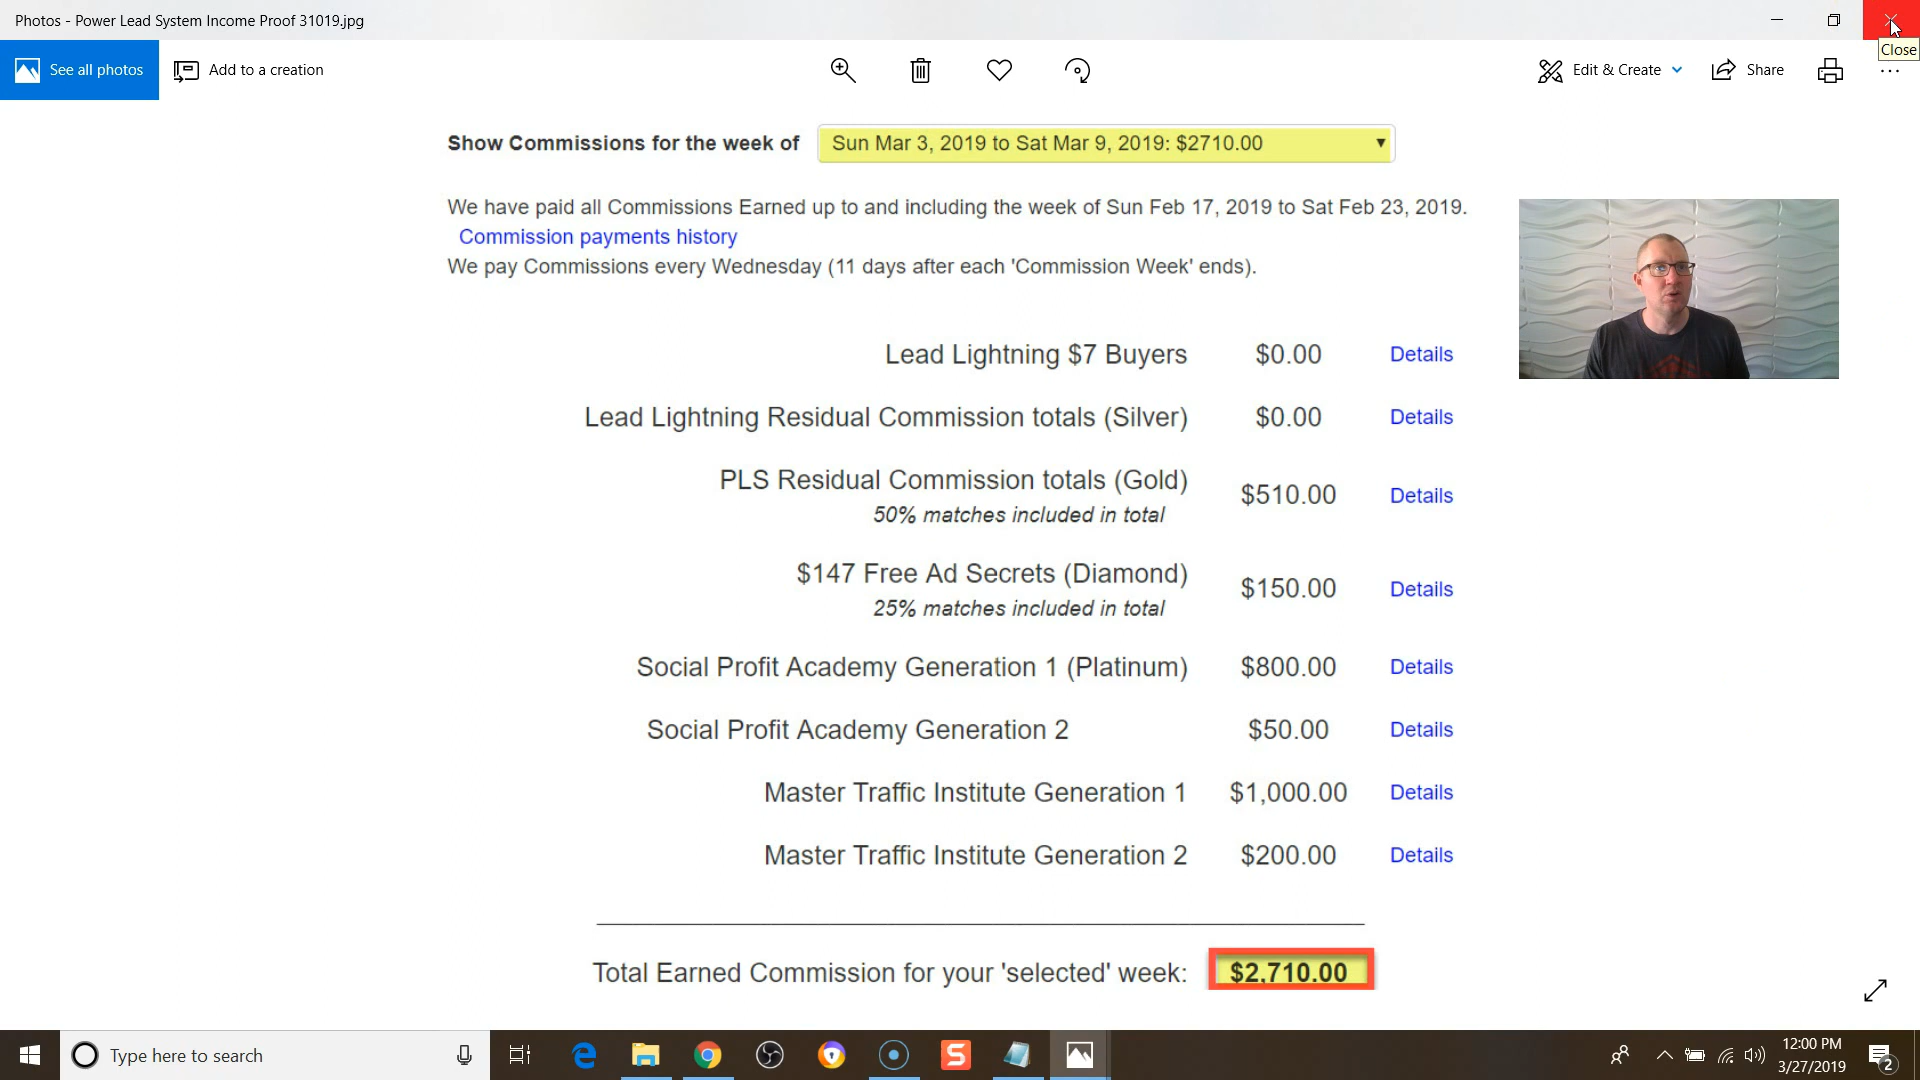 Photos - Power Lead System Income Proof 31019.jpg
Close
See all photos
Add to a creation
Edit & Create
Share
Show Commissions for the week of
Sun Mar 3, 2019 to Sat Mar 9, 2019: $2710.00
We have paid all Commissions Earned up to and including the week of Sun Feb 17, 2019 to Sat Feb 23, 2019.
Commission payments history
We pay Commissions every Wednesday (11 days after each 'Commission Week' ends).
Lead Lightning $7 Buyers $0.00 Details
Lead Lightning Residual Commission totals (Silver) $0.00 Details
PLS Residual Commission totals (Gold) $510.00 Details
50% matches included in total
$147 Free Ad Secrets (Diamond) $150.00 Details
25% matches included in total
Social Profit Academy Generation 1 (Platinum) $800.00 Details
Social Profit Academy Generation 2 $50.00 Details
Master Traffic Institute Generation 1 $1,000.00 Details
Master Traffic Institute Generation 2 $200.00 Details
Total Earned Commission for your 'selected' week: $2,710.00
Type here to search
12:00 PM
3/27/2019
2